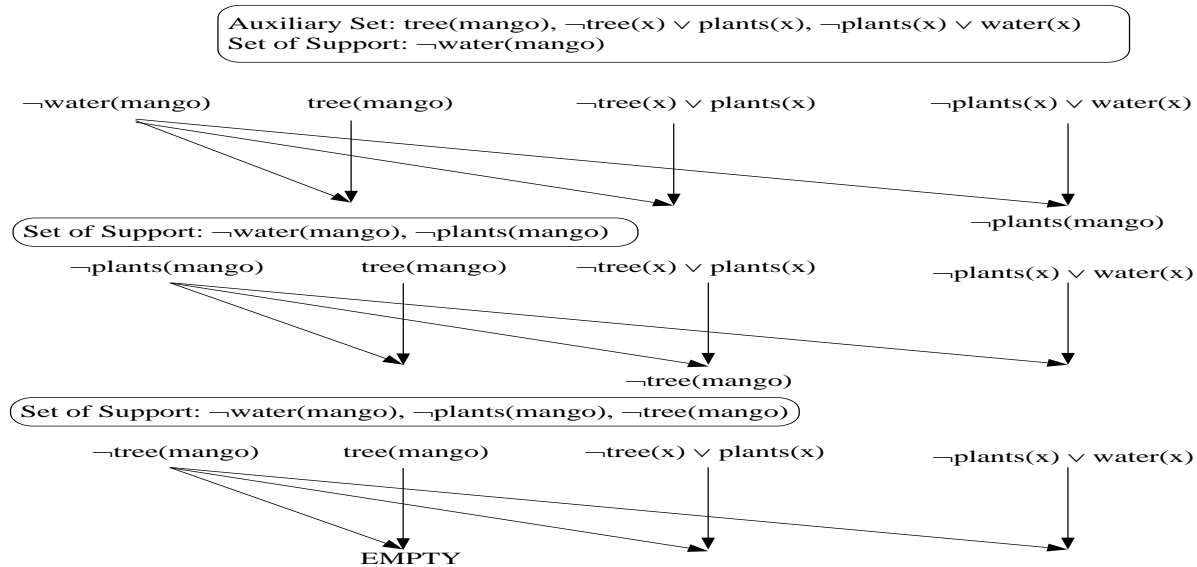 Auxiliary Set: tree(mango), ¬tree(x) ∨ plants(x), ¬plants(x) ∨ water(x)
Set of Support: ¬water(mango)
¬water(mango) tree(mango) ¬tree(x) ∨ plants(x) ¬plants(x) ∨ water(x)
¬plants(mango)
Set of Support: ¬water(mango), ¬plants(mango)
¬plants(mango) tree(mango) ¬tree(x) ∨ plants(x) ¬plants(x) ∨ water(x)
¬tree(mango)
Set of Support: ¬water(mango), ¬plants(mango), ¬tree(mango)
¬tree(mango) tree(mango) ¬tree(x) ∨ plants(x) ¬plants(x) ∨ water(x)
EMPTY